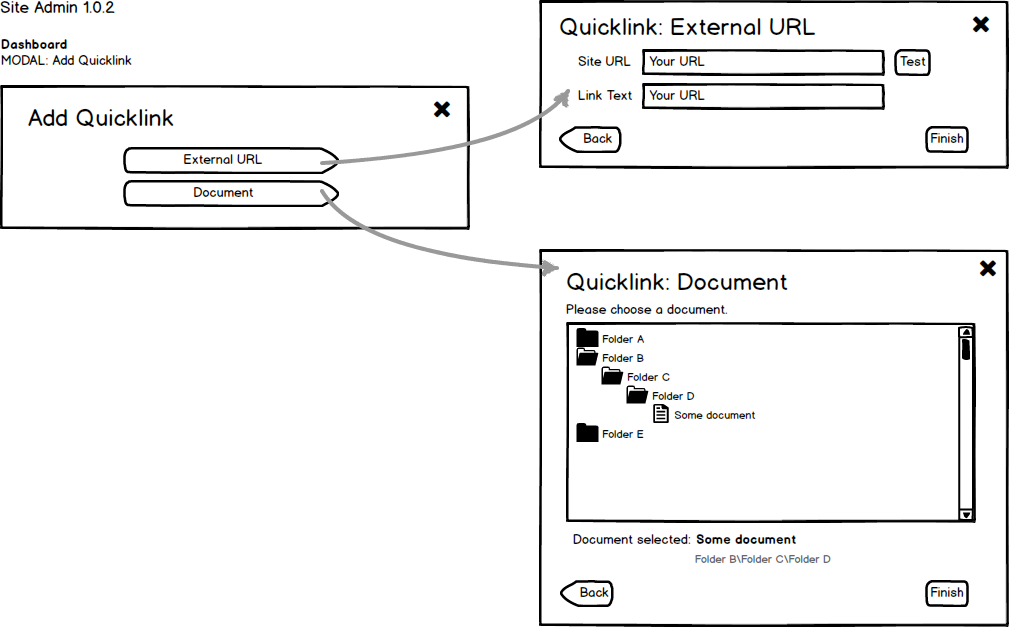 Site Admin 1.0.2
Dashboard
MODAL: Add Quicklink
Add Quicklink
External URL
Document
Quicklink: External URL
Site URL Your URL Test
Link Text Your URL
Back Finish
Quicklink: Document
Please choose a document.
Folder A
Folder B
Folder C
Folder D
Some document
Folder E
Document selected: Some document
Folder B\Folder C\Folder D
Back Finish